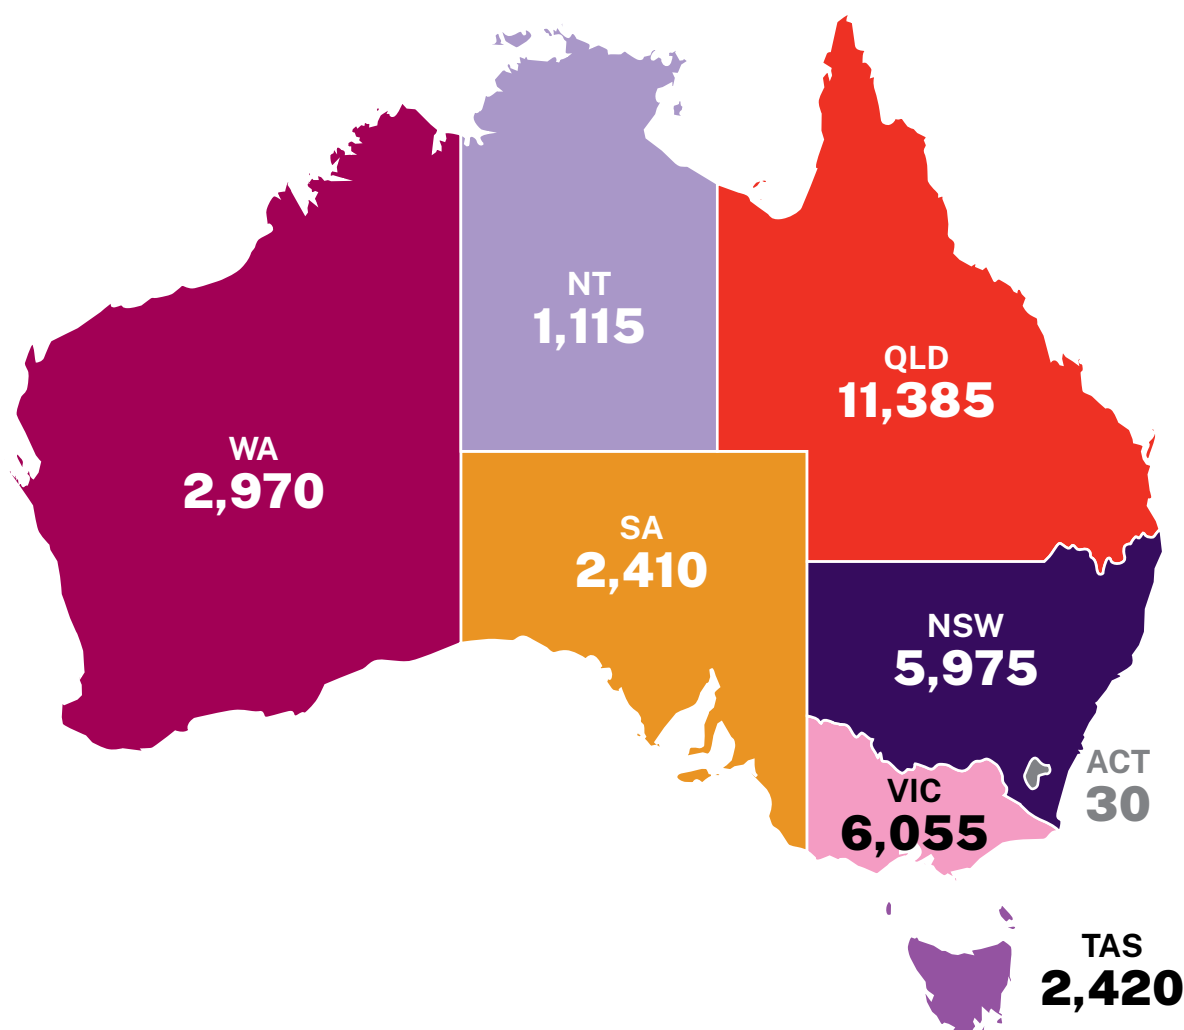 NT
1,115
QLD
11,385
WA
2,970
SA
2,410
NSW
5,975
ACT
30
VIC
6,055
TAS
2,420